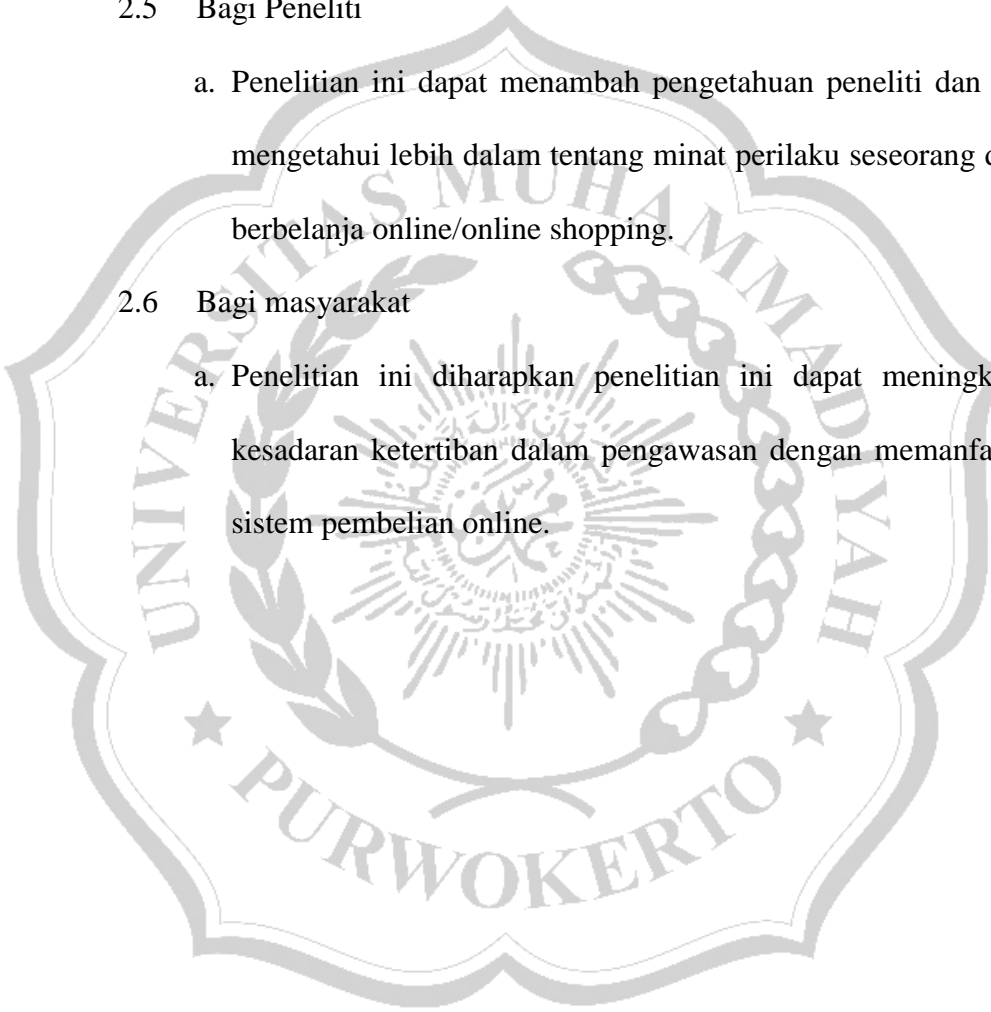 2.5 Bagi Peneliti
a. Penelitian ini dapat menambah pengetahuan peneliti dan
mengetahui lebih dalam tentang minat perilaku seseorang
berbelanja online/online shopping.
2.6 Bagi masyarakat
a. Penelitian ini diharapkan penelitian ini dapat meningk
kesadaran ketertiban dalam pengawasan dengan memanfa
sistem pembelian online.
UNIVERSITAS MUHAMMADIYAH
PURWOKERTO